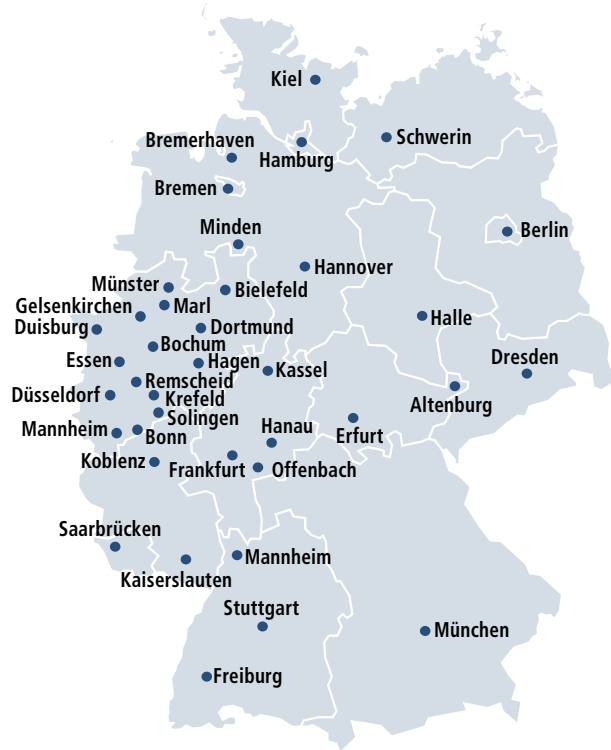 Kiel
Schwerin
Bremerhaven
Hamburg
Bremen
Minden
Berlin
Hannover
Münster
Bielefeld
Gelsenkirchen
Marl
Duisburg
Dortmund
Halle
Bochum
Essen
Hagen
Kassel
Dresden
Remscheid
Düsseldorf
Krefeld
Altenburg
Solingen
Mannheim
Bonn
Hanau
Erfurt
Koblenz
Frankfurt
Offenbach
Saarbrücken
Mannheim
Kaiserslauten
Stuttgart
München
Freiburg